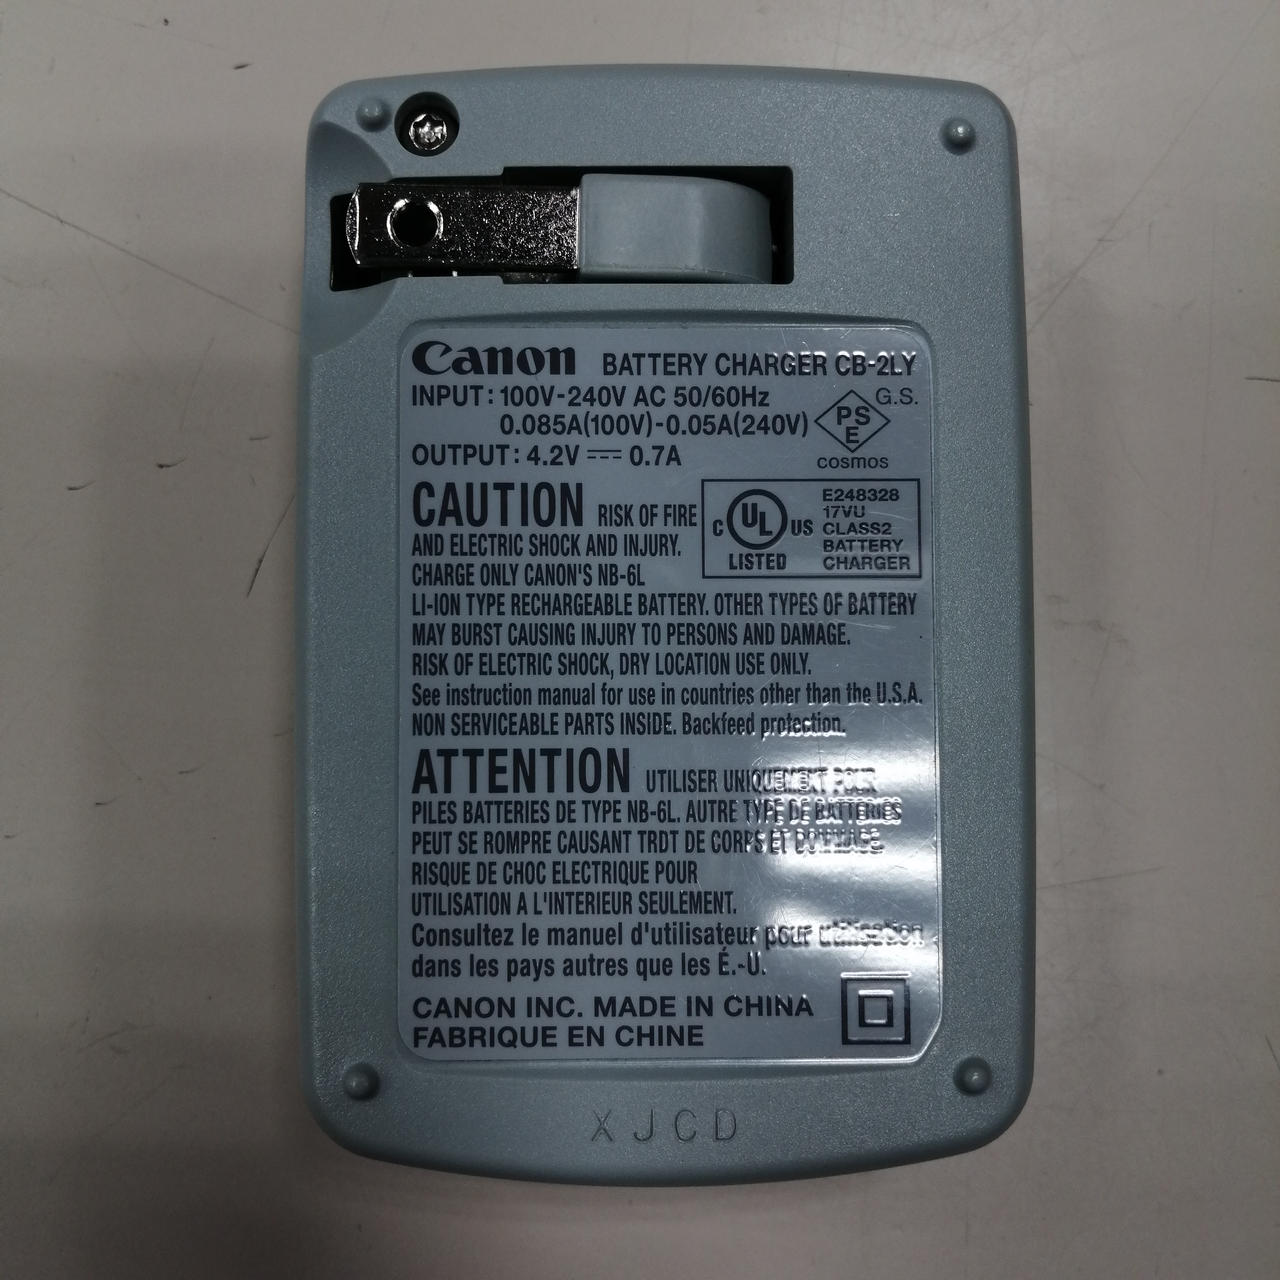 Canon BATTERY CHARGER CB-2LY
INPUT: 100V-240V AC 50/60Hz
0.085A(100V)-0.05A(240V)
OUTPUT: 4.2V ⎓ 0.7A
PS
E
G.S.
cosmos
CAUTION RISK OF FIRE
AND ELECTRIC SHOCK AND INJURY.
CHARGE ONLY CANON'S NB-6L
LI-ION TYPE RECHARGEABLE BATTERY. OTHER TYPES OF BATTERY
MAY BURST CAUSING INJURY TO PERSONS AND DAMAGE.
RISK OF ELECTRIC SHOCK, DRY LOCATION USE ONLY.
See instruction manual for use in countries other than the U.S.A.
NON SERVICEABLE PARTS INSIDE. Backfeed protection.
C UL US
LISTED
E248328
17VU
CLASS2
BATTERY
CHARGER
ATTENTION UTILISER UNIQUEMENT POUR
PILES BATTERIES DE TYPE NB-6L. AUTRE TYPE DE BATTERIES
PEUT SE ROMPRE CAUSANT TRDT DE CORPS ET DOMMAGE.
RISQUE DE CHOC ELECTRIQUE POUR
UTILISATION A L'INTERIEUR SEULEMENT.
Consultez le manuel d'utilisateur pour utilisation
dans les pays autres que les É.-U.
CANON INC. MADE IN CHINA
FABRIQUE EN CHINE
XJCD